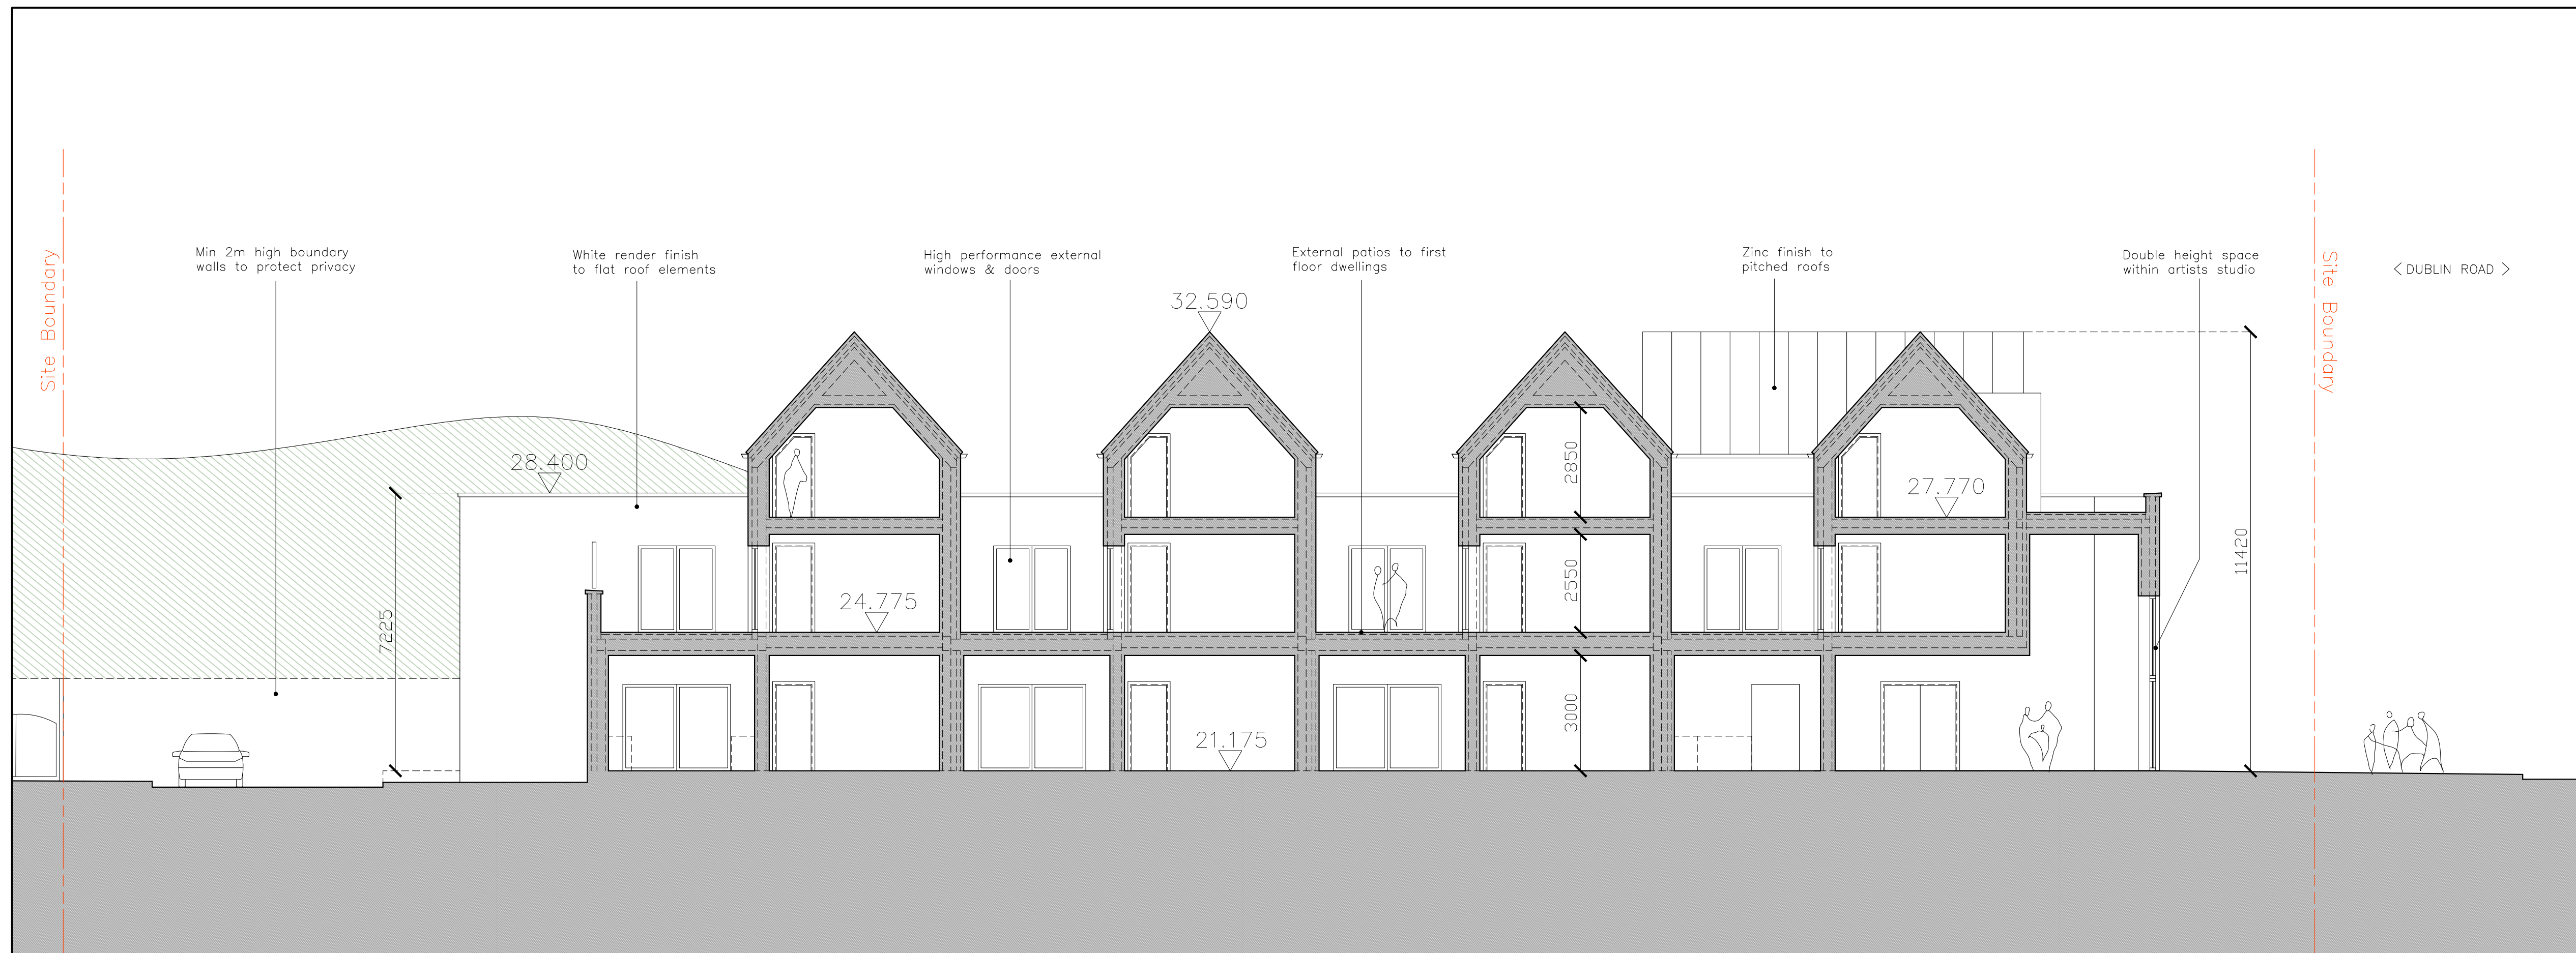 Site Boundary
Min 2m high boundary
walls to protect privacy
White render finish
to flat roof elements
High performance external
windows & doors
External patios to first
floor dwellings
Zinc finish to
pitched roofs
Double height space
within artists studio
Site Boundary
< DUBLIN ROAD >
32.590
28.400
27.770
24.775
21.175
7225
2850
2550
3000
11420